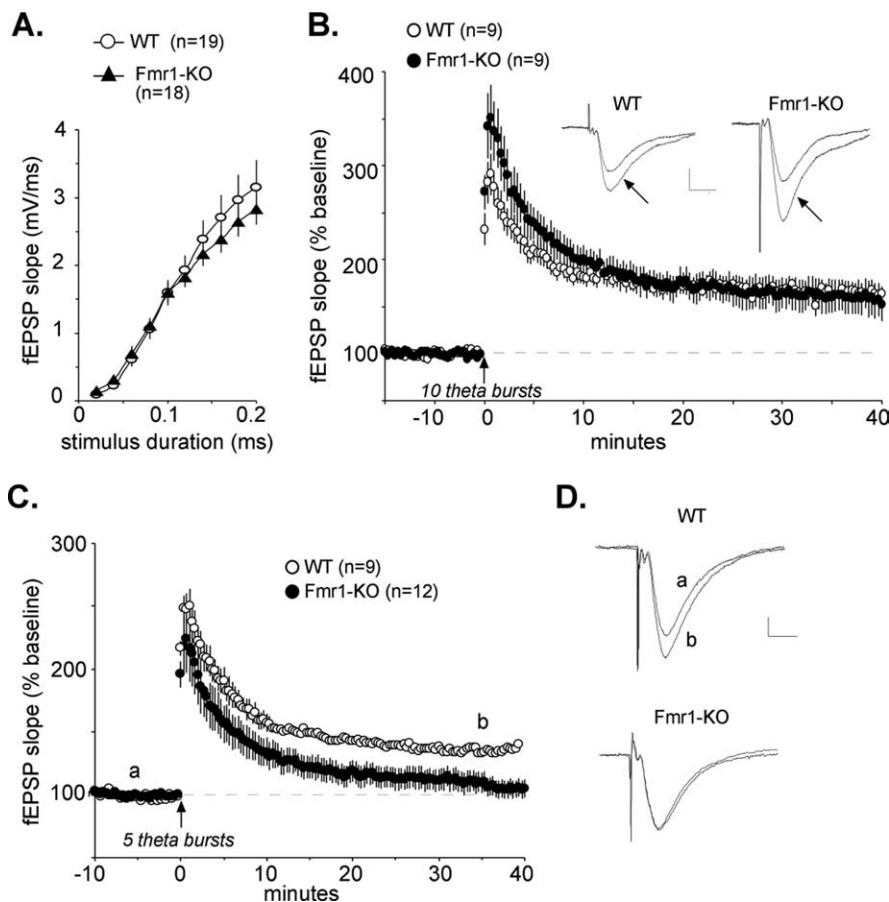 A.
WT (n=19)
Fmr1-KO
(n=18)
fEPSP slope (mV/ms)
4
3
2
1
0
0
0.1
0.2
stimulus duration (ms)
B.
WT (n=9)
Fmr1-KO (n=9)
fEPSP slope (% baseline)
400
300
200
100
WT
Fmr1-KO
10 theta bursts
-10
0
10
20
30
40
minutes
C.
WT (n=9)
Fmr1-KO (n=12)
fEPSP slope (% baseline)
300
200
100
a
b
5 theta bursts
-10
0
10
20
30
40
minutes
D.
WT
a
b
Fmr1-KO